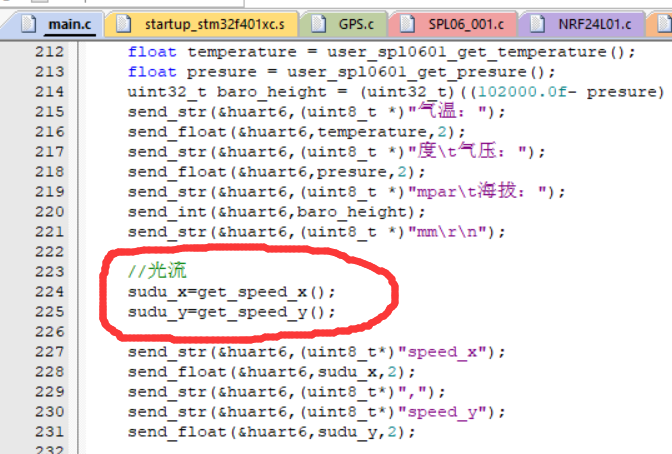 main.c startup_stm32f401xc.s GPS.c SPL06_001.c NRF24L01.c
212 float temperature = user_spl0601_get_temperature();
213 float presure = user_spl0601_get_presure();
214 uint32_t baro_height = (uint32_t)((102000.0f- presure)
215 send_str(&huart6,(uint8_t *)"气温：");
216 send_float(&huart6,temperature,2);
217 send_str(&huart6,(uint8_t *)"度\t气压：");
218 send_float(&huart6,presure,2);
219 send_str(&huart6,(uint8_t *)"mpar\t海拔：");
220 send_int(&huart6,baro_height);
221 send_str(&huart6,(uint8_t *)"mm\r\n");
222
223 //光流
224 sudu_x=get_speed_x();
225 sudu_y=get_speed_y();
226
227 send_str(&huart6,(uint8_t*)"speed_x");
228 send_float(&huart6,sudu_x,2);
229 send_str(&huart6,(uint8_t*)",");
230 send_str(&huart6,(uint8_t*)"speed_y");
231 send_float(&huart6,sudu_y,2);
232